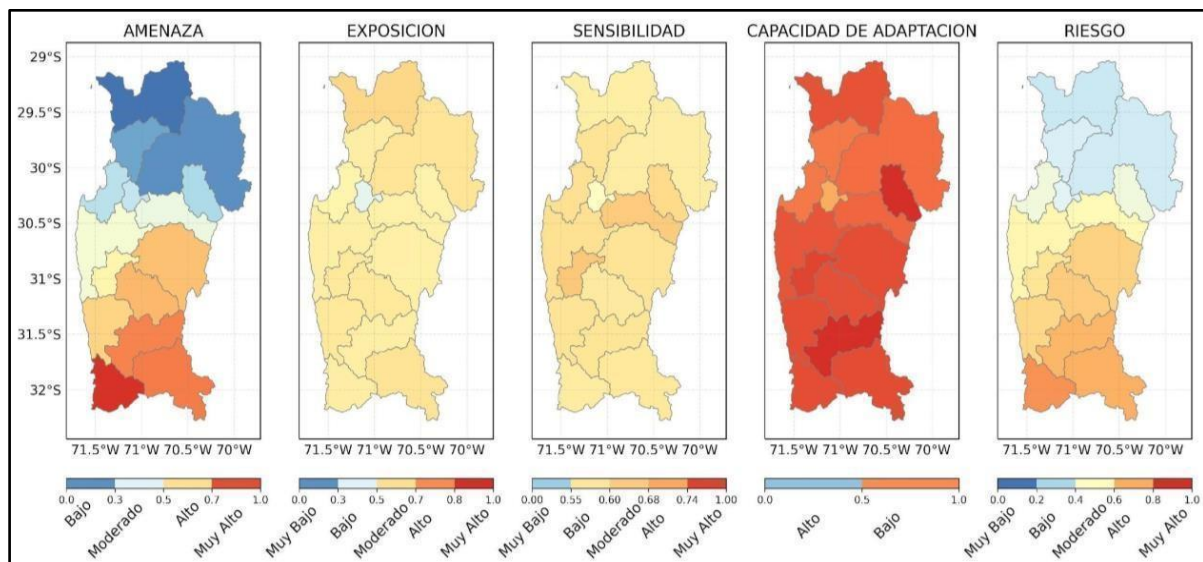 AMENAZA
EXPOSICION
SENSIBILIDAD
CAPACIDAD DE ADAPTACION
RIESGO
29°S
29.5°S
30°S
30.5°S
31°S
31.5°S
32°S
71.5°W 71°W 70.5°W 70°W
71.5°W 71°W 70.5°W 70°W
71.5°W 71°W 70.5°W 70°W
71.5°W 71°W 70.5°W 70°W
71.5°W 71°W 70.5°W 70°W
0.0 0.3 0.5 0.7 1.0
Bajo
Moderado
Alto
Muy Alto
0.0 0.3 0.5 0.7 0.8 1.0
Muy Bajo
Bajo
Moderado
Alto
Muy Alto
0.00 0.55 0.60 0.68 0.74 1.00
Muy Bajo
Bajo
Moderado
Alto
Muy Alto
0.0 0.5 1.0
Alto
Bajo
0.0 0.2 0.4 0.6 0.8 1.0
Muy Bajo
Bajo
Moderado
Alto
Muy Alto